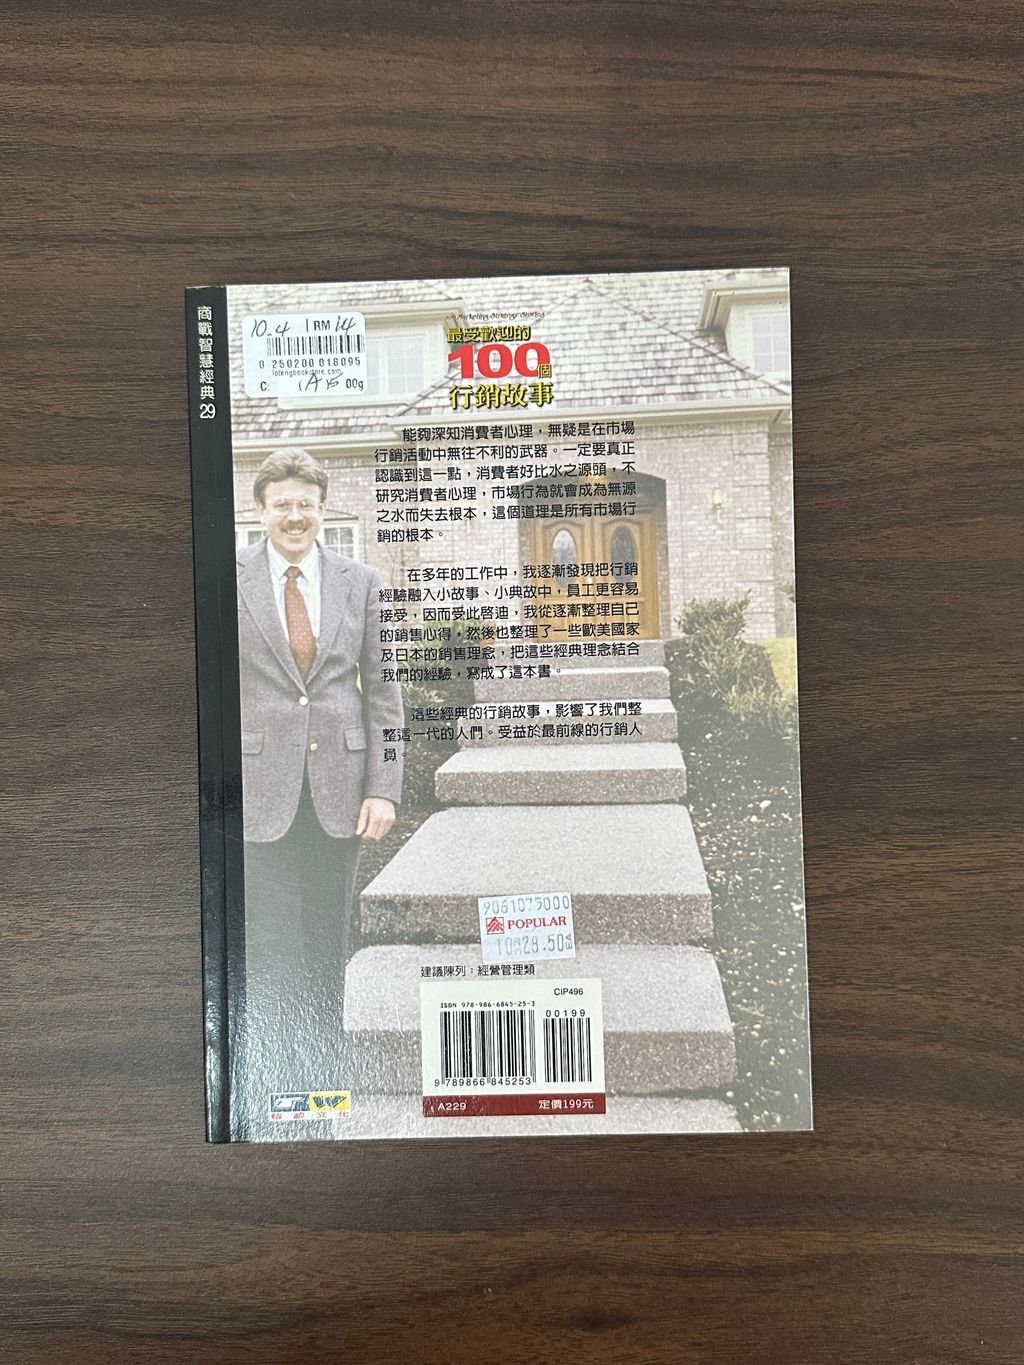 商戰智慧經典 29
10.4 RM 14
0 250200 018095
latengbookstore.com
C: 1A15 00g
100 Marketing Strategy Stories
最受歡迎的
100個
行銷故事
能夠深知消費者心理，無疑是在市場
行銷活動中無往不利的武器。一定要真正
認識到這一點，消費者好比水之源頭，不
研究消費者心理，市場行為就會成為無源
之水而失去根本，這個道理是所有市場行
銷的根本。
在多年的工作中，我逐漸發現把行銷
經驗融入小故事、小典故中，員工更容易
接受，因而受此啓迪，我從逐漸整理自己
的銷售心得，然後也整理了一些歐美國家
及日本的銷售理念，把這些經典理念結合
我們的經驗，寫成了這本書。
這些經典的行銷故事，影響了我們整
整這一代的人們。受益於最前線的行銷人
員。
9061075000
POPULAR
28.50
建議陳列：經營管理類
CIP496
ISBN 978-986-6845-25-3
00199
9 789866 845253
A229 定價199元
文 化